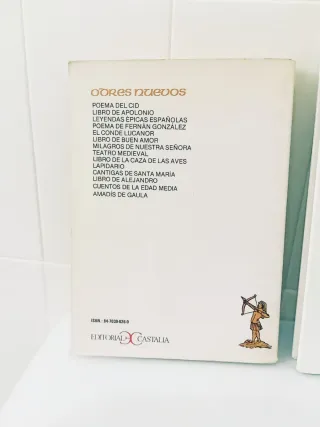 ODRES NUEVOS
POEMA DEL CID
LIBRO DE APOLONIO
LEYENDAS ÉPICAS ESPAÑOLAS
POEMA DE FERNÁN GONZÁLEZ
EL CONDE LUCANOR
LIBRO DE BUEN AMOR
MILAGROS DE NUESTRA SEÑORA
TEATRO MEDIEVAL
LIBRO DE LA CAZA DE LAS AVES
LAPIDARIO
CANTIGAS DE SANTA MARÍA
LIBRO DE ALEJANDRO
CUENTOS DE LA EDAD MEDIA
AMADÍS DE GAULA
ISBN:
EDITORIAL CASTALIA